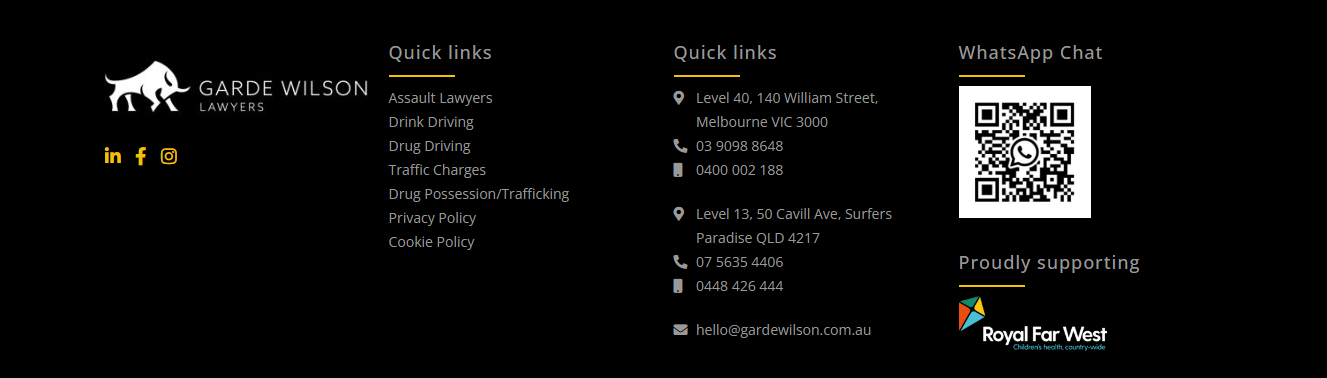 GARDE WILSON
LAWYERS
Quick links
Assault Lawyers
Drink Driving
Drug Driving
Traffic Charges
Drug Possession/Trafficking
Privacy Policy
Cookie Policy
Quick links
Level 40, 140 William Street,
Melbourne VIC 3000
03 9098 8648
0400 002 188
Level 13, 50 Cavill Ave, Surfers
Paradise QLD 4217
07 5635 4406
0448 426 444
hello@gardewilson.com.au
WhatsApp Chat
Proudly supporting
Royal Far West
Children's health, country-wide